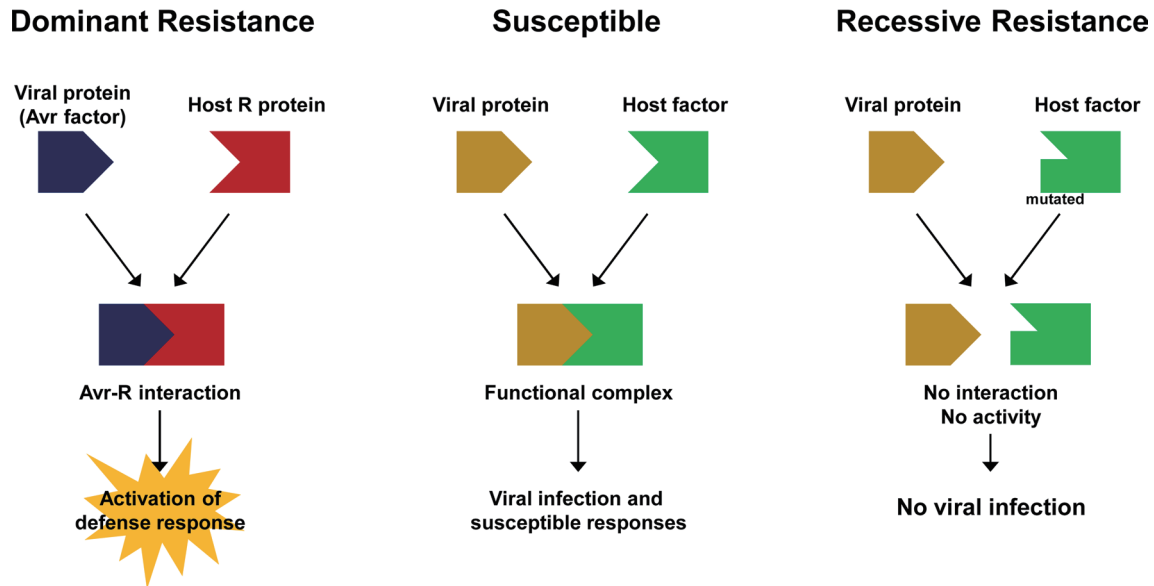 Dominant Resistance
Viral protein
(Avr factor)
Host R protein
Avr-R interaction
Activation of
defense response
Susceptible
Viral protein
Host factor
Functional complex
Viral infection and
susceptible responses
Recessive Resistance
Viral protein
Host factor
mutated
No interaction
No activity
No viral infection